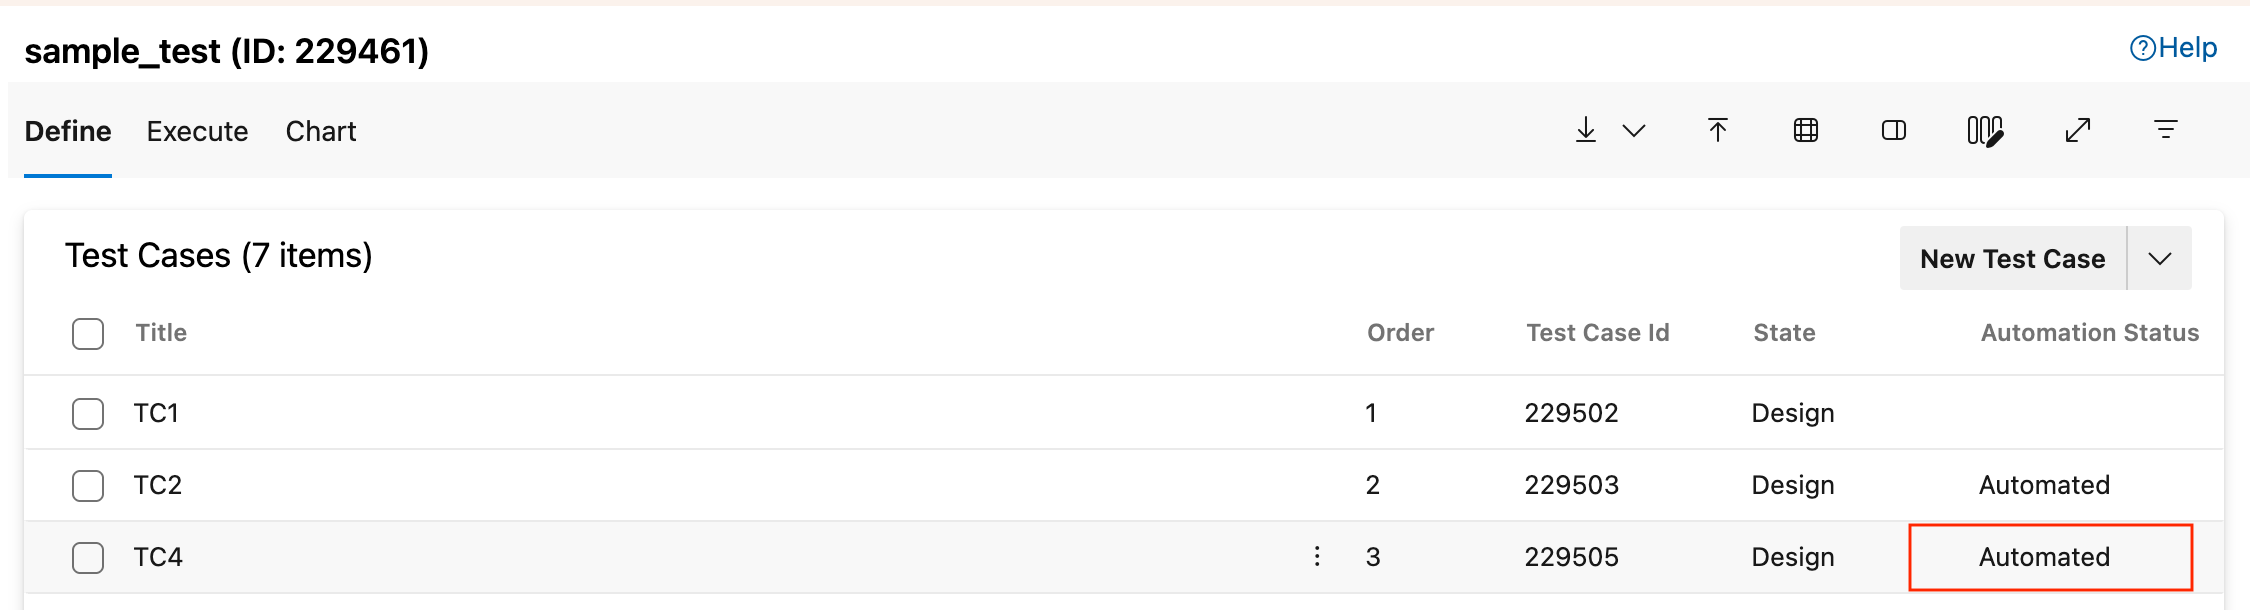 sample_test (ID: 229461)
Help
Define Execute Chart
Test Cases (7 items)
New Test Case
Title Order Test Case Id State Automation Status
TC1 1 229502 Design
TC2 2 229503 Design Automated
TC4 3 229505 Design Automated